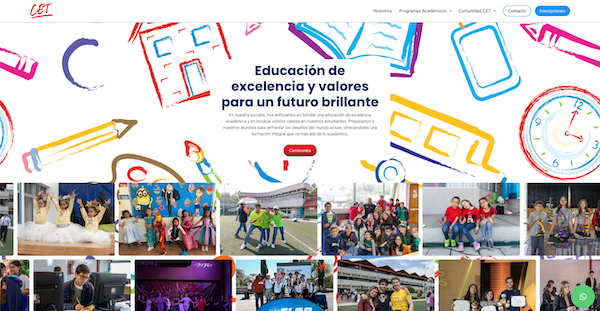 CET
Nosotros
Programas Académicos
Comunidad CET
Contacto
Inscripciones
Educación de
excelencia y valores
para un futuro brillante
En nuestra escuela, nos enfocamos en brindar una educación de excelencia
académica y en inculcar sólidos valores en nuestros estudiantes. Preparamos a
nuestros alumnos para enfrentar los desafíos del mundo actual, ofreciéndoles una
formación integral que va más allá de lo académico.
Conócenos